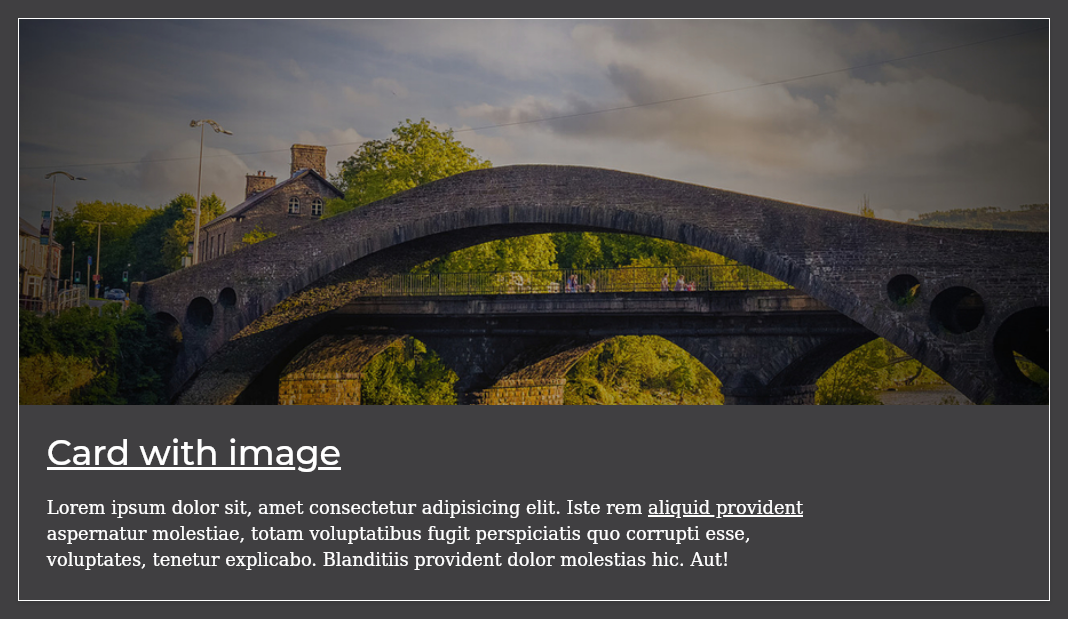 Card with image
Lorem ipsum dolor sit, amet consectetur adipisicing elit. Iste rem aliquid provident
aspernatur molestiae, totam voluptatibus fugit perspiciatis quo corrupti esse,
voluptates, tenetur explicabo. Blanditiis provident dolor molestias hic. Aut!